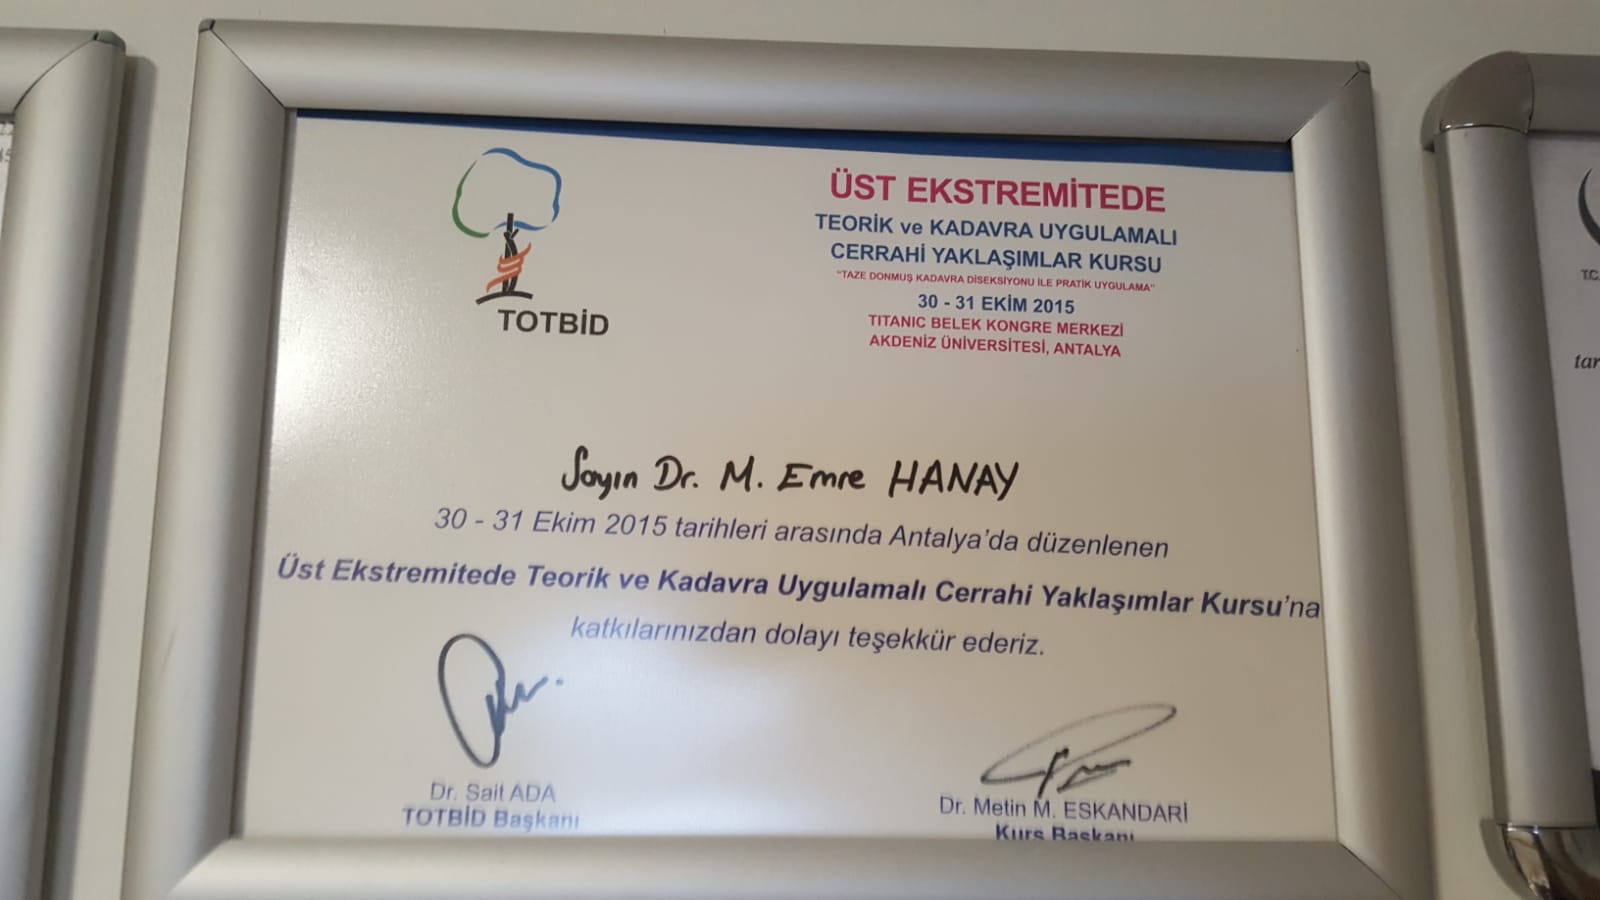 TOTBİD
ÜST EKSTREMİTEDE
TEORİK ve KADAVRA UYGULAMALI
CERRAHİ YAKLAŞIMLAR KURSU
"TAZE DONMUŞ KADAVRA DİSEKSİYONU İLE PRATİK UYGULAMA"
30 - 31 EKİM 2015
TITANIC BELEK KONGRE MERKEZİ
AKDENİZ ÜNİVERSİTESİ, ANTALYA
Sayın Dr. M. Emre HANAY
30 - 31 Ekim 2015 tarihleri arasında Antalya'da düzenlenen
Üst Ekstremitede Teorik ve Kadavra Uygulamalı Cerrahi Yaklaşımlar Kursu'na
katkılarınızdan dolayı teşekkür ederiz.
Dr. Sait ADA
TOTBİD Başkanı
Dr. Metin M. ESKANDARİ
Kurs Başkanı
T.C.
tar